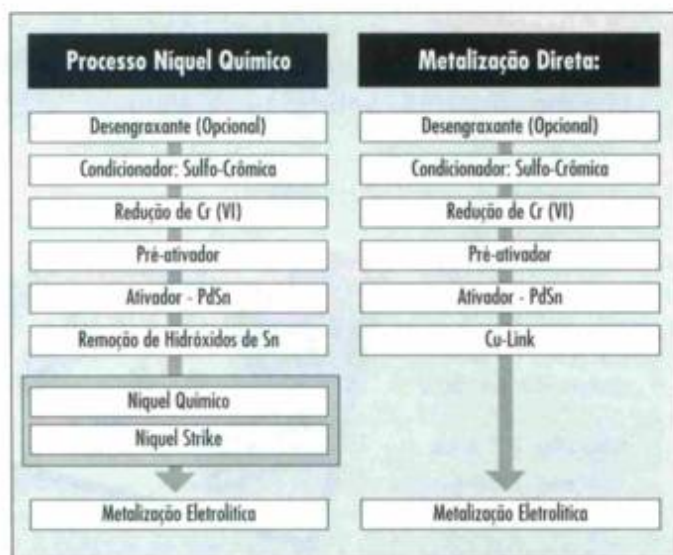 Processo Níquel Químico
Desengraxante (Opcional)
Condicionador: Sulfo-Crômica
Redução de Cr (VI)
Pré-ativador
Ativador - PdSn
Remoção de Hidróxidos de Sn
Níquel Químico
Níquel Strike
Metalização Eletrolítica
Metalização Direta:
Desengraxante (Opcional)
Condicionador: Sulfo-Crômica
Redução de Cr (VI)
Pré-ativador
Ativador - PdSn
Cu-Link
Metalização Eletrolítica